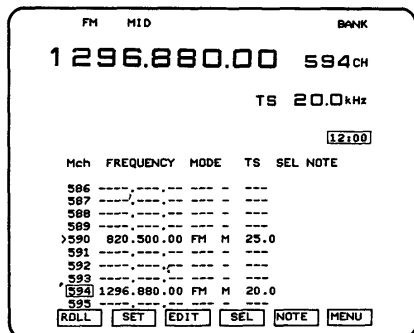 FM MID BANK
1296.880.00 594CH
TS 20.0kHz
12:00
Mch FREQUENCY MODE TS SEL NOTE
586 ----.---.-- --- - ---
587 ----.---.-- --- - ---
588 ----.---.-- --- - ---
589 ----.---.-- --- - ---
>590 820.500.00 FM M 25.0
591 ----.---.-- --- - ---
592 ----.---.-- --- - ---
593 ----.---.-- --- - ---
594 1296.880.00 FM M 20.0
595 ----.---.-- --- - ---
ROLL SET EDIT SEL NOTE MENU